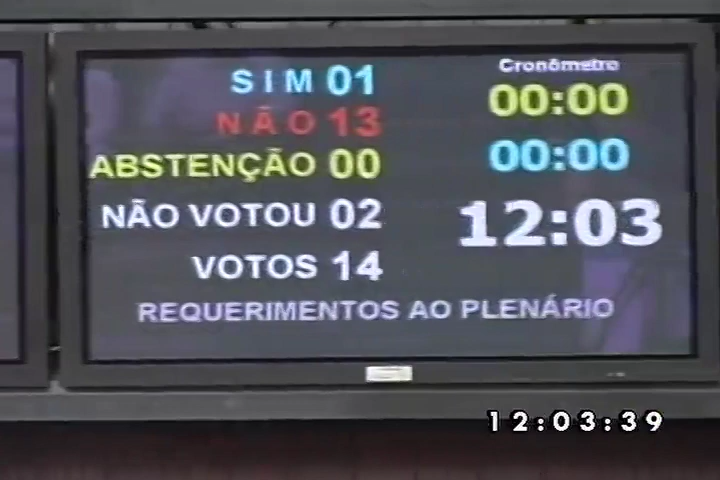 SIM 01
NÃO 13
ABSTENÇÃO 00
NÃO VOTOU 02
VOTOS 14
Cronômetro
00:00
00:00
12:03
REQUERIMENTOS AO PLENÁRIO
12:03:39